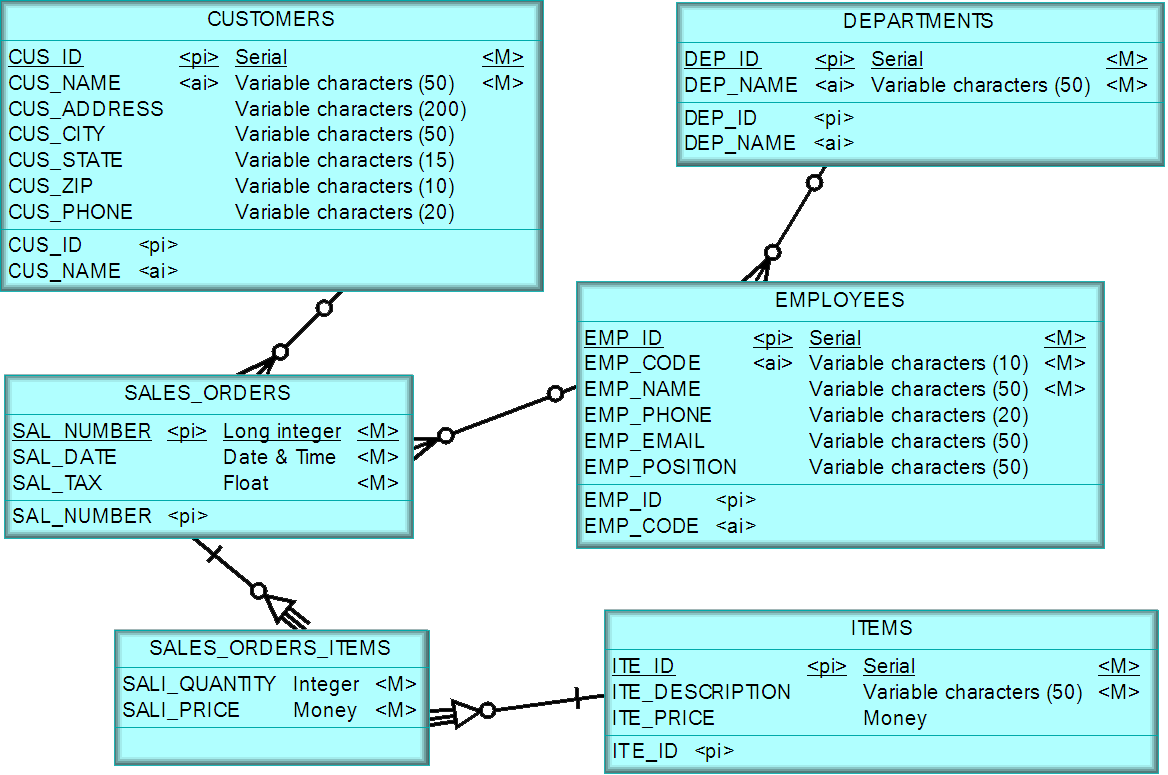 CUSTOMERS
CUS_ID <pi> Serial <M>
CUS_NAME <ai> Variable characters (50) <M>
CUS_ADDRESS Variable characters (200)
CUS_CITY Variable characters (50)
CUS_STATE Variable characters (15)
CUS_ZIP Variable characters (10)
CUS_PHONE Variable characters (20)
CUS_ID <pi>
CUS_NAME <ai>
DEPARTMENTS
DEP_ID <pi> Serial <M>
DEP_NAME <ai> Variable characters (50) <M>
DEP_ID <pi>
DEP_NAME <ai>
EMPLOYEES
EMP_ID <pi> Serial <M>
EMP_CODE <ai> Variable characters (10) <M>
EMP_NAME Variable characters (50) <M>
EMP_PHONE Variable characters (20)
EMP_EMAIL Variable characters (50)
EMP_POSITION Variable characters (50)
EMP_ID <pi>
EMP_CODE <ai>
SALES_ORDERS
SAL_NUMBER <pi> Long integer <M>
SAL_DATE Date & Time <M>
SAL_TAX Float <M>
SAL_NUMBER <pi>
SALES_ORDERS_ITEMS
SALI_QUANTITY Integer <M>
SALI_PRICE Money <M>
ITEMS
ITE_ID <pi> Serial <M>
ITE_DESCRIPTION Variable characters (50) <M>
ITE_PRICE Money
ITE_ID <pi>